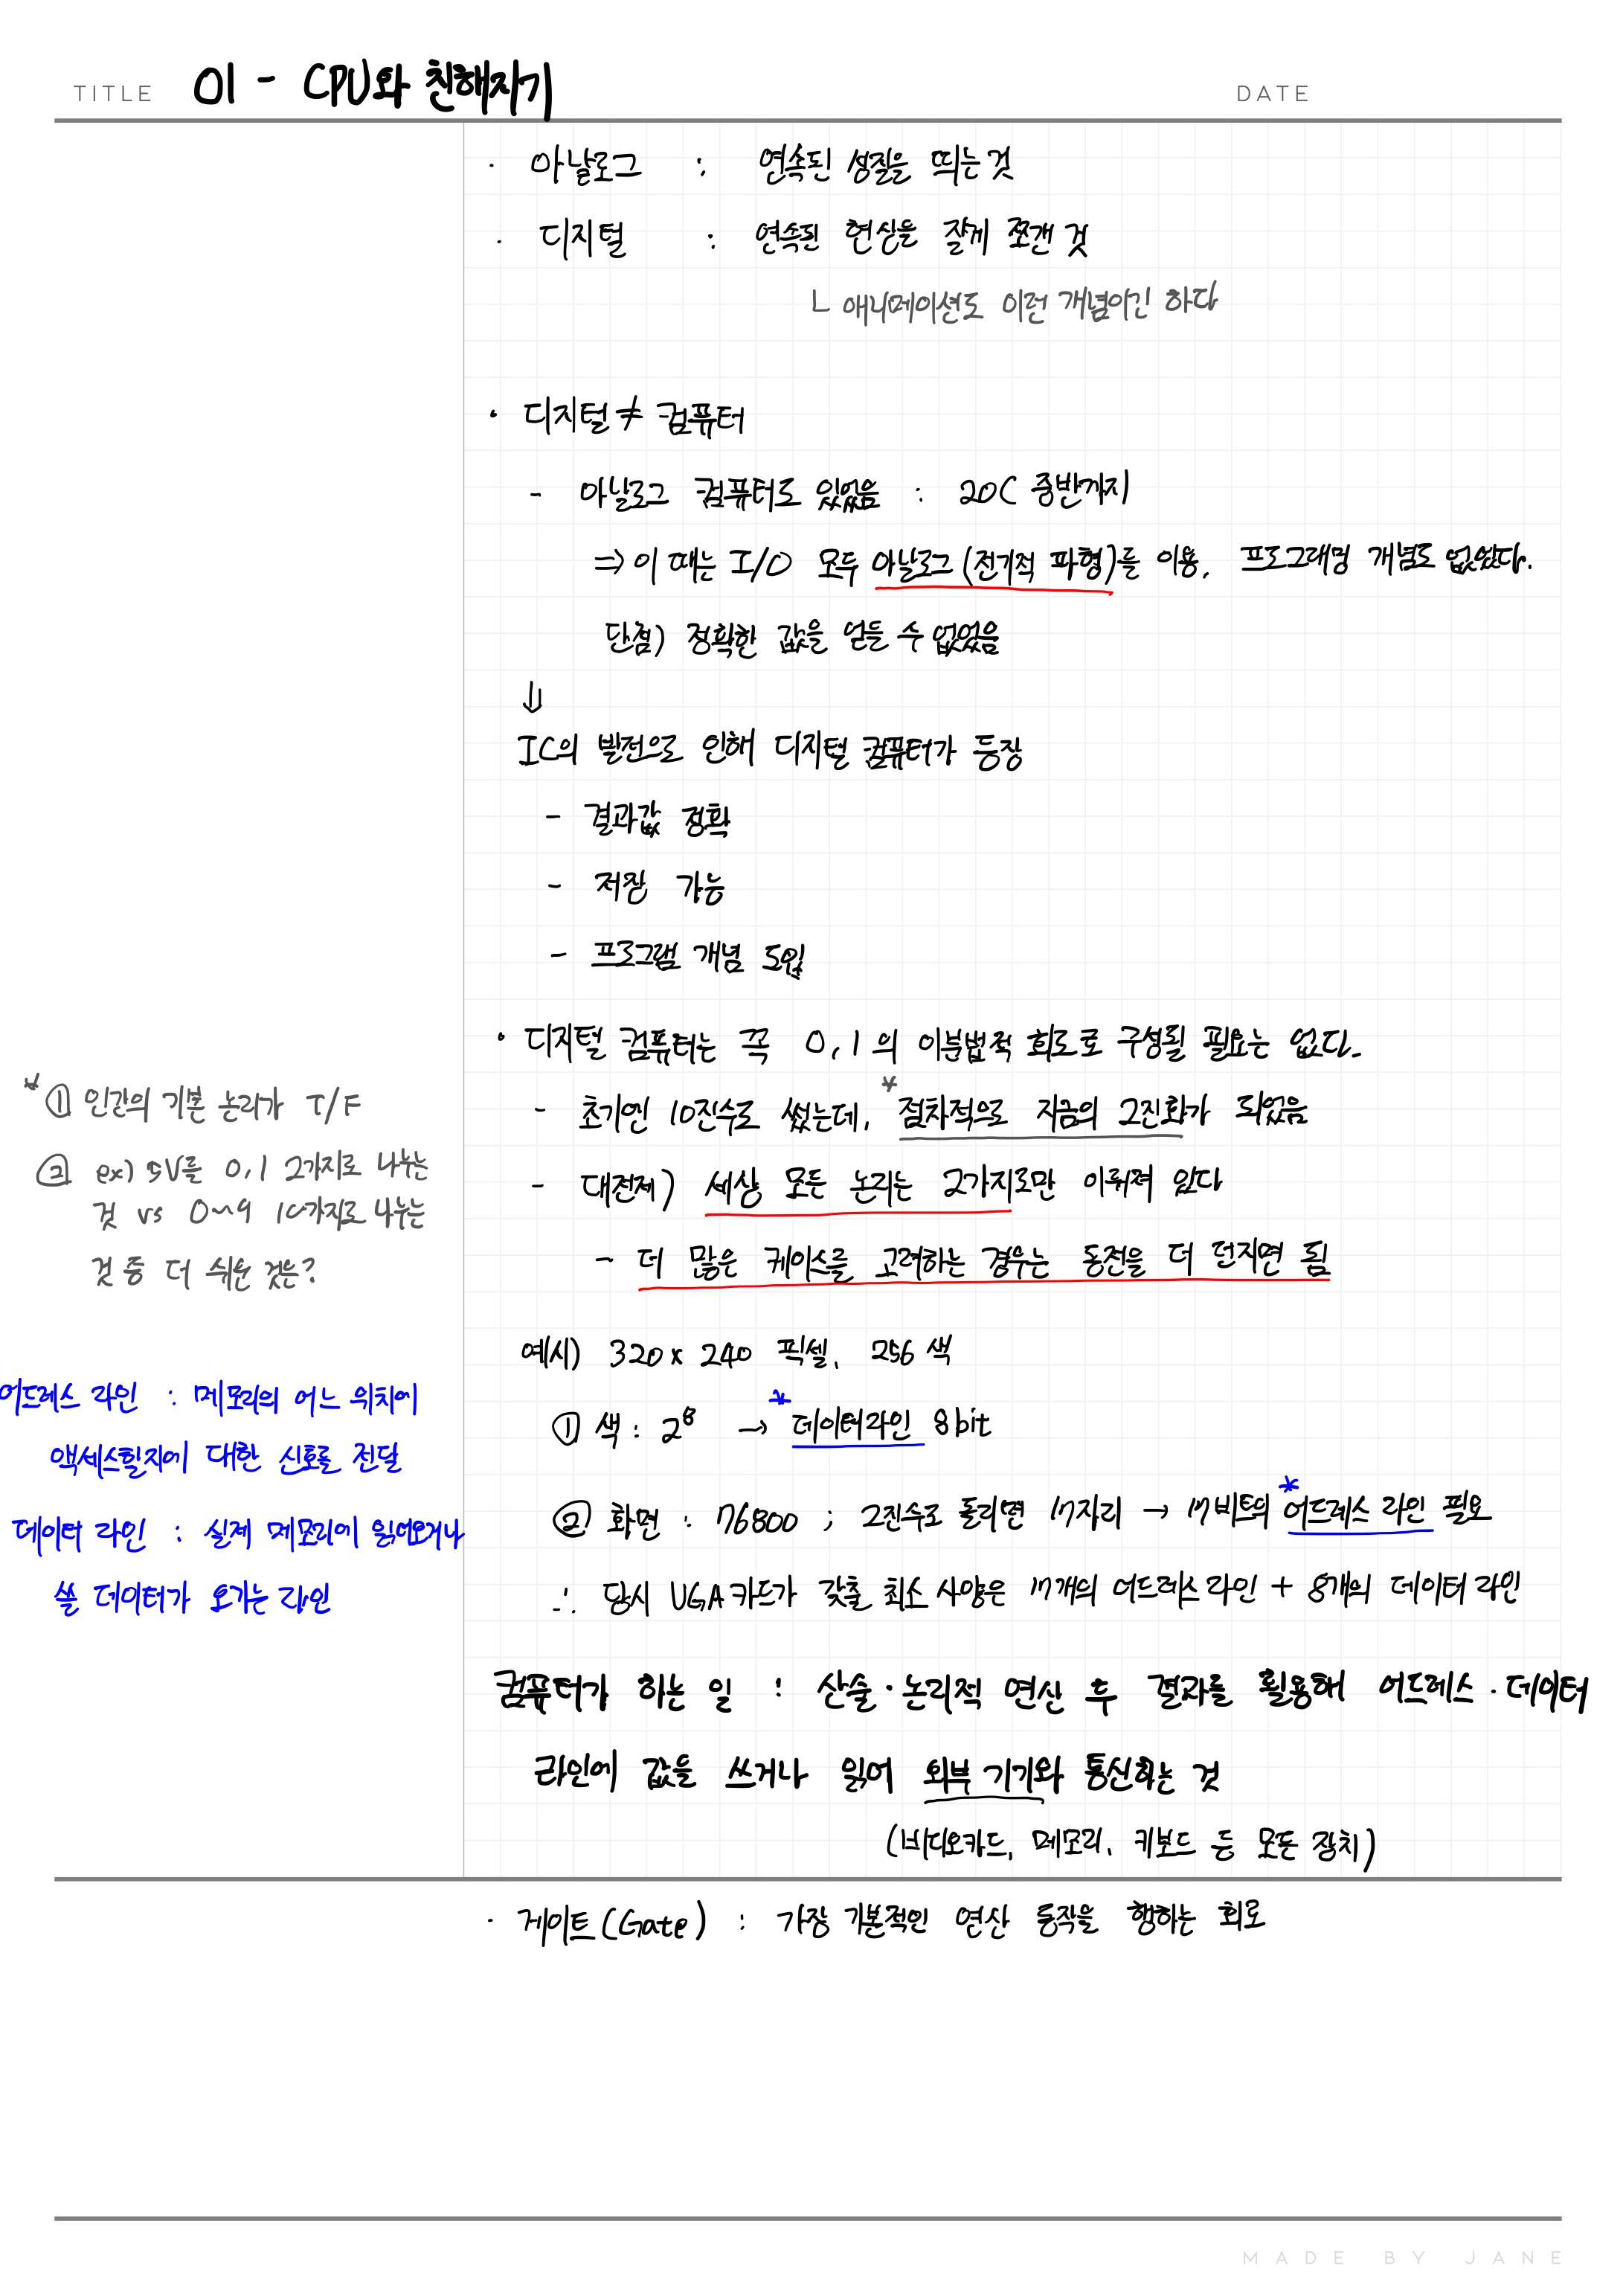 TITLE 01 - CPU와 친해지기
DATE
· 아날로그 : 연속된 성질을 띄는 것
· 디지털 : 연속된 현상을 잘게 쪼갠 것
ㄴ 애니메이션도 이런 개념이긴 하다
· 디지털 ≠ 컴퓨터
- 아날로그 컴퓨터도 있었음 : 20C 중반까지
⇒ 이 때는 I/O 모두 아날로그 (전기적 파형)를 이용, 프로그래밍 개념도 없었다.
단점) 정확한 값을 얻을 수 없었음
⇓
IC의 발전으로 인해 디지털 컴퓨터가 등장
- 결과값 정확
- 저장 가능
- 프로그램 개념 도입
· 디지털 컴퓨터는 꼭 0, 1의 이분법적 회로로 구성될 필요는 없다.
- 초기엔 10진수로 썼는데, *점차적으로 지금의 2진화가 되었음
- 대전제) 세상 모든 논리는 2가지로만 이뤄져 있다
- 더 많은 케이스를 고려하는 경우는 동전을 더 던지면 됨
* ① 인간의 기본 논리가 T/F
② ex) 5V를 0, 1 2가지로 나누는
것 vs 0~9 10가지로 나누는
것 중 더 쉬운 것은?
예시) 320 x 240 픽셀, 256 색
① 색 : 2⁸ → *데이터라인 8bit
② 화면 : 76800 ; 2진수로 돌리면 17자리 → 17비트의 *어드레스 라인 필요
∴ 당시 UGA 카드가 갖출 최소 사양은 17개의 어드레스 라인 + 8개의 데이터 라인
어드레스 라인 : 메모리의 어느 위치에
액세스할지에 대한 신호를 전달
데이터 라인 : 실제 메모리에 읽어오거나
쓸 데이터가 오가는 라인
컴퓨터가 하는 일 : 산술·논리적 연산 후 결과를 활용해 어드레스·데이터
라인에 값을 쓰거나 읽어 외부 기기와 통신하는 것
(비디오카드, 메모리, 키보드 등 모든 장치)
· 게이트(Gate) : 가장 기본적인 연산 동작을 행하는 회로
MADE BY JANE